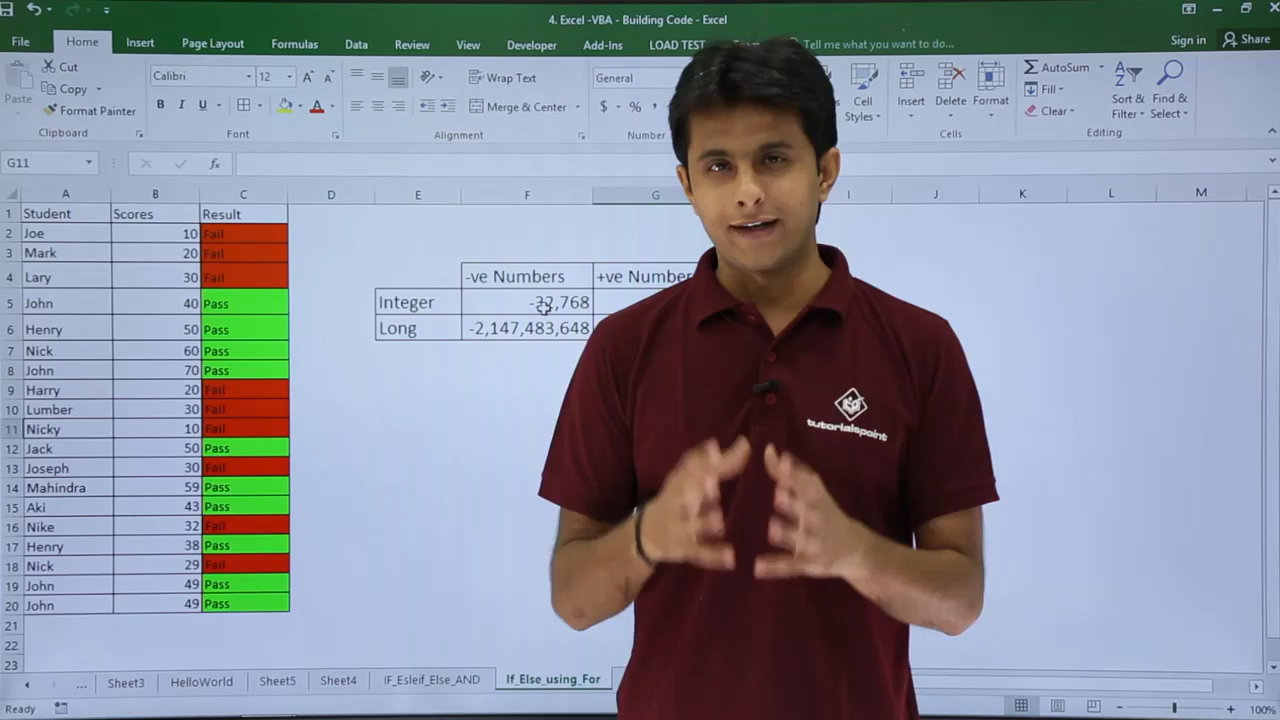 4. Excel -VBA - Building Code - Excel
File Home Insert Page Layout Formulas Data Review View Developer Add-Ins LOAD TEST Tell me what you want to do... Sign in Share
Paste
Cut
Copy
Format Painter
Calibri 12
B I U
Wrap Text
Merge & Center
General
$ % ,
Cell Styles
Insert Delete Format
AutoSum
Fill
Clear
Sort & Filter
Find & Select
Clipboard Font Alignment Number Cells Editing
G11 fx
A B C D E F G I J K L M
1 Student Scores Result
2 Joe 10 Fail
3 Mark 20 Fail
4 Lary 30 Fail -ve Numbers +ve Number
5 John 40 Pass Integer -32,768
6 Henry 50 Pass Long -2,147,483,648
7 Nick 60 Pass
8 John 70 Pass
9 Harry 20 Fail
10 Lumber 30 Fail
11 Nicky 10 Fail
12 Jack 50 Pass
13 Joseph 30 Fail
14 Mahindra 59 Pass
15 Aki 43 Pass
16 Nike 32 Fail
17 Henry 38 Pass
18 Nick 29 Fail
19 John 49 Pass
20 John 49 Pass
21
22
23
tutorialspoint
... Sheet3 HelloWorld Sheet5 Sheet4 IF_Esleif_Else_AND If_Else_using_For
Ready 100%